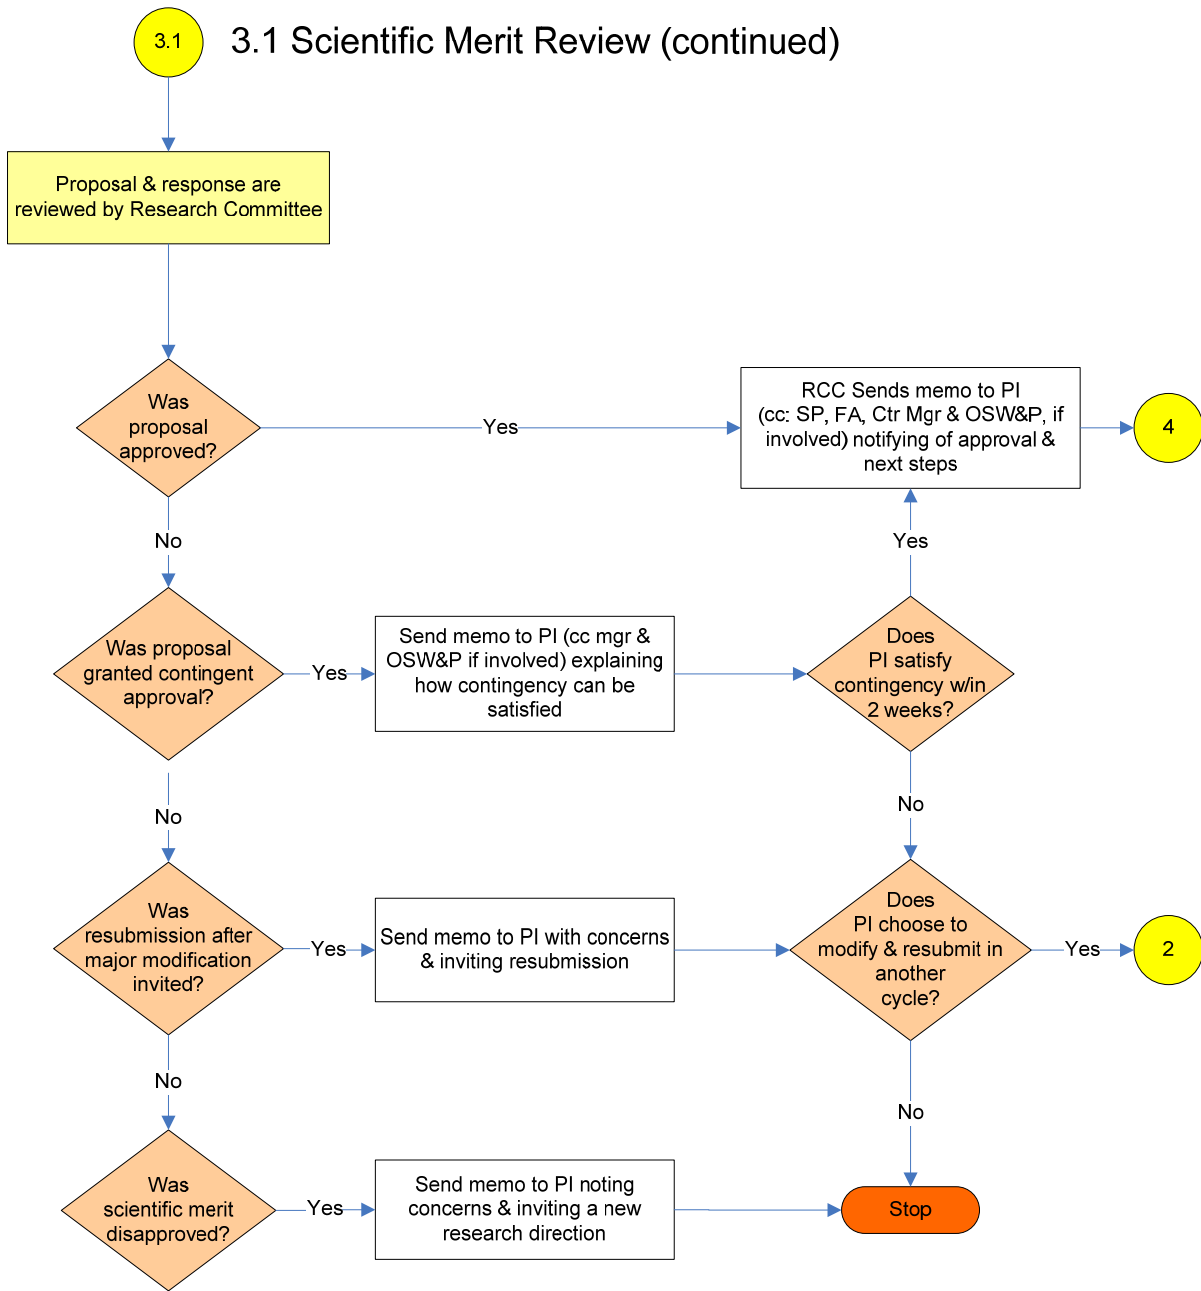 3.1
3.1 Scientific Merit Review (continued)
Proposal & response are
reviewed by Research Committee
Was
proposal
approved?
Yes
RCC Sends memo to PI
(cc: SP, FA, Ctr Mgr & OSW&P, if
involved) notifying of approval &
next steps
4
No
Yes
Was proposal
granted contingent
approval?
Yes
Send memo to PI (cc mgr &
OSW&P if involved) explaining
how contingency can be
satisfied
Does
PI satisfy
contingency w/in
2 weeks?
No
No
Was
resubmission after
major modification
invited?
Yes
Send memo to PI with concerns
& inviting resubmission
Does
PI choose to
modify & resubmit in
another
cycle?
Yes
2
No
No
Was
scientific merit
disapproved?
Yes
Send memo to PI noting
concerns & inviting a new
research direction
Stop